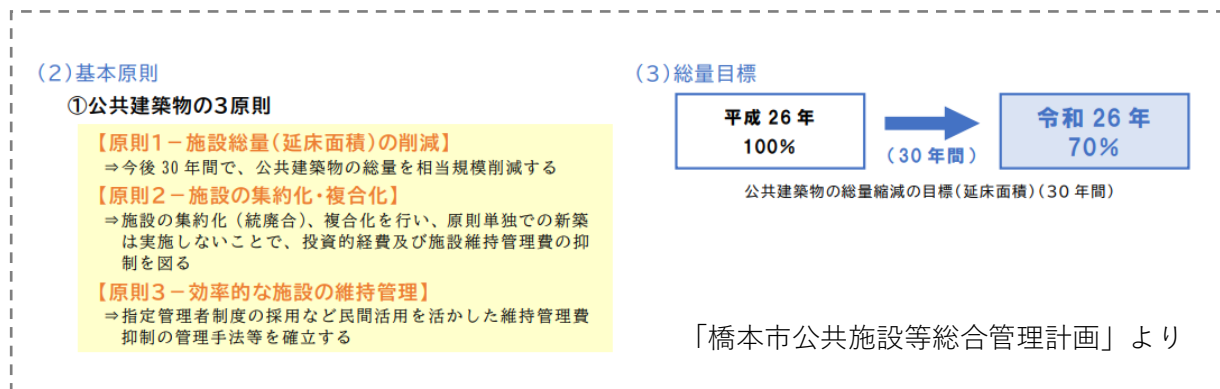 (2)基本原則
①公共建築物の3原則
【原則1－施設総量(延床面積)の削減】
⇒今後 30 年間で、公共建築物の総量を相当規模削減する
【原則2－施設の集約化・複合化】
⇒施設の集約化（統廃合）、複合化を行い、原則単独での新築
は実施しないことで、投資的経費及び施設維持管理費の抑
制を図る
【原則3－効率的な施設の維持管理】
⇒指定管理者制度の採用など民間活用を活かした維持管理費
抑制の管理手法等を確立する
(3)総量目標
平成 26 年
100%
(30 年間)
令和 26 年
70%
公共建築物の総量縮減の目標(延床面積)(30 年間)
「橋本市公共施設等総合管理計画」より